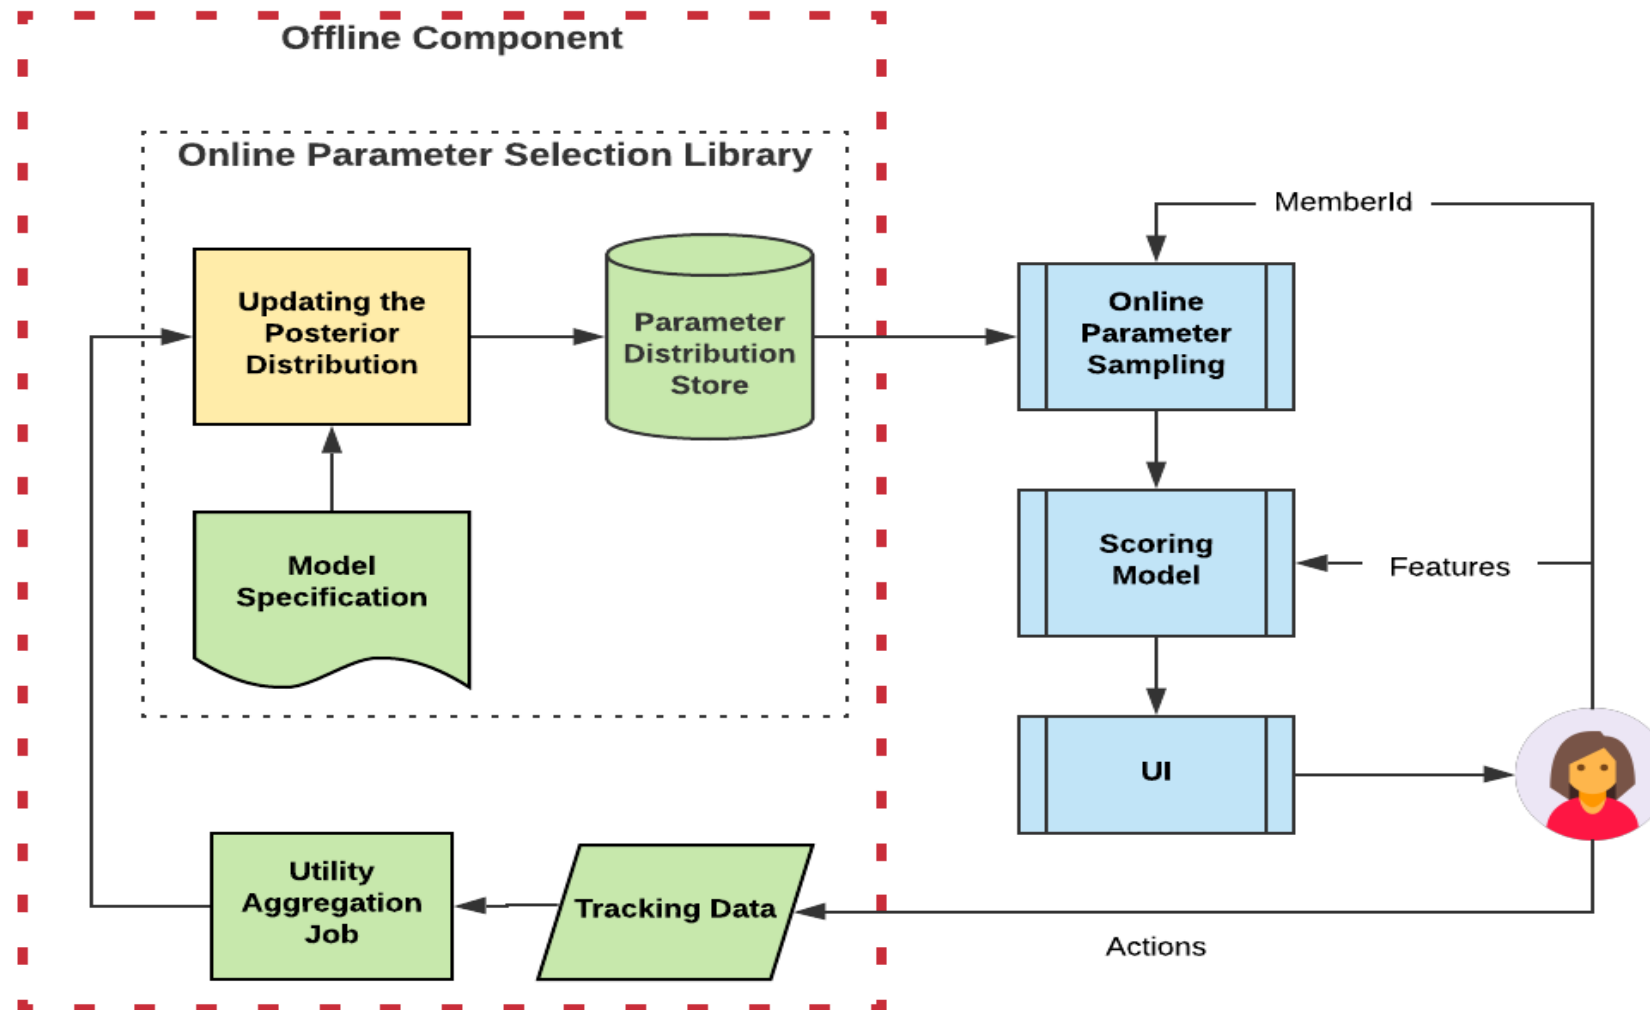 Offline Component
Online Parameter Selection Library
MemberId
Updating the
Posterior
Distribution
Parameter
Distribution
Store
Online
Parameter
Sampling
Model
Specification
Scoring
Model
Features
UI
Utility
Aggregation
Job
Tracking Data
Actions